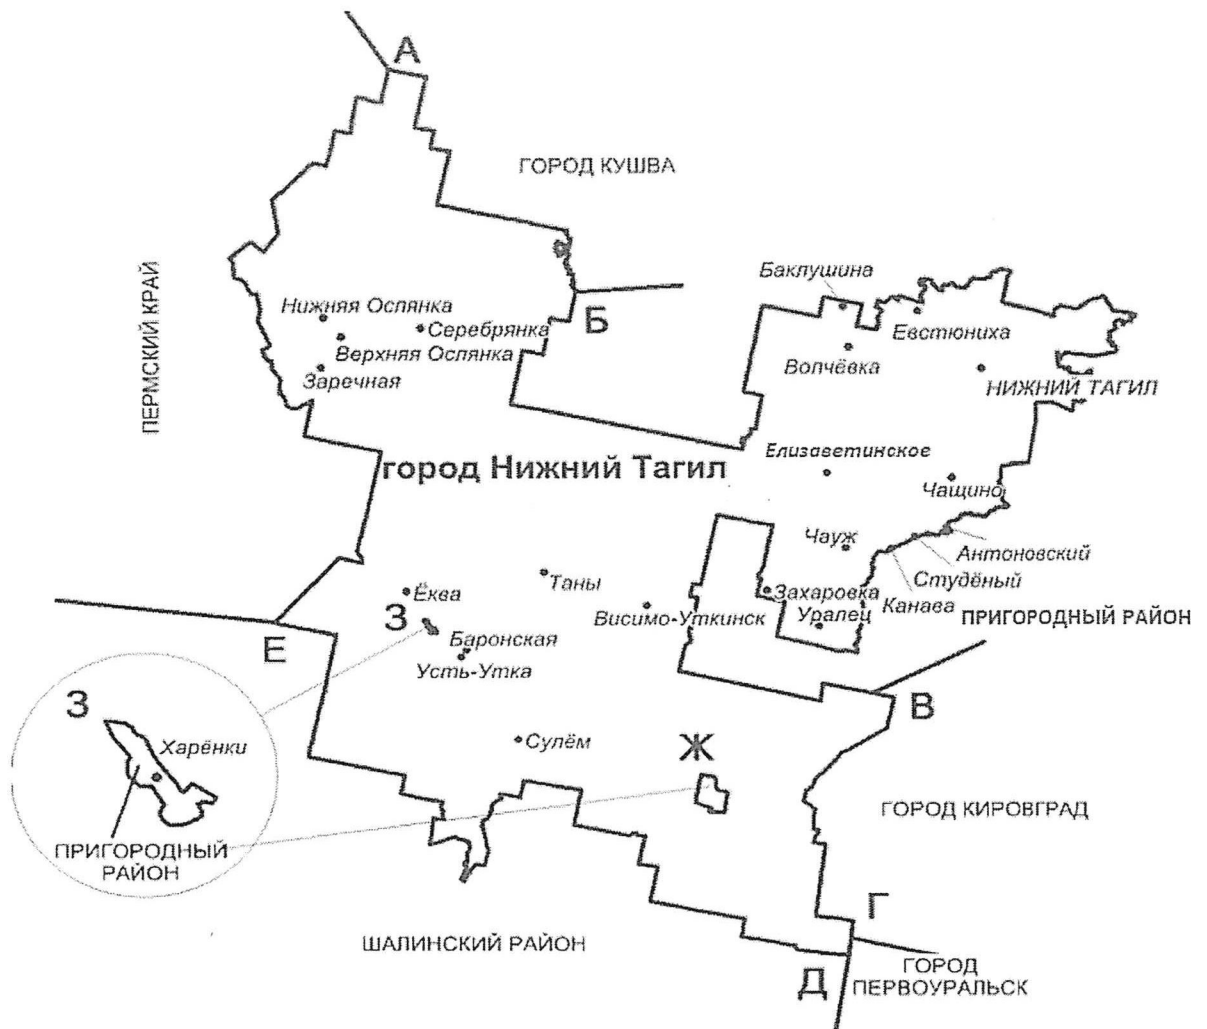 А
ГОРОД КУШВА
ПЕРМСКИЙ КРАЙ
Баклушина
Нижняя Ослянка
Серебрянка
Б
Евстюниха
Верхняя Ослянка
Волчёвка
Заречная
НИЖНИЙ ТАГИЛ
город Нижний Тагил
Елизаветинское
Чащино
Чауж
Антоновский
Таны
Студёный
Ёква
Захаровка
Канава
З
Висимо-Уткинск
Уралец
ПРИГОРОДНЫЙ РАЙОН
Е
Баронская
Усть-Утка
З
В
Харёнки
Сулём
Ж
ГОРОД КИРОВГРАД
ПРИГОРОДНЫЙ
РАЙОН
Г
ШАЛИНСКИЙ РАЙОН
Д
ГОРОД
ПЕРВОУРАЛЬСК